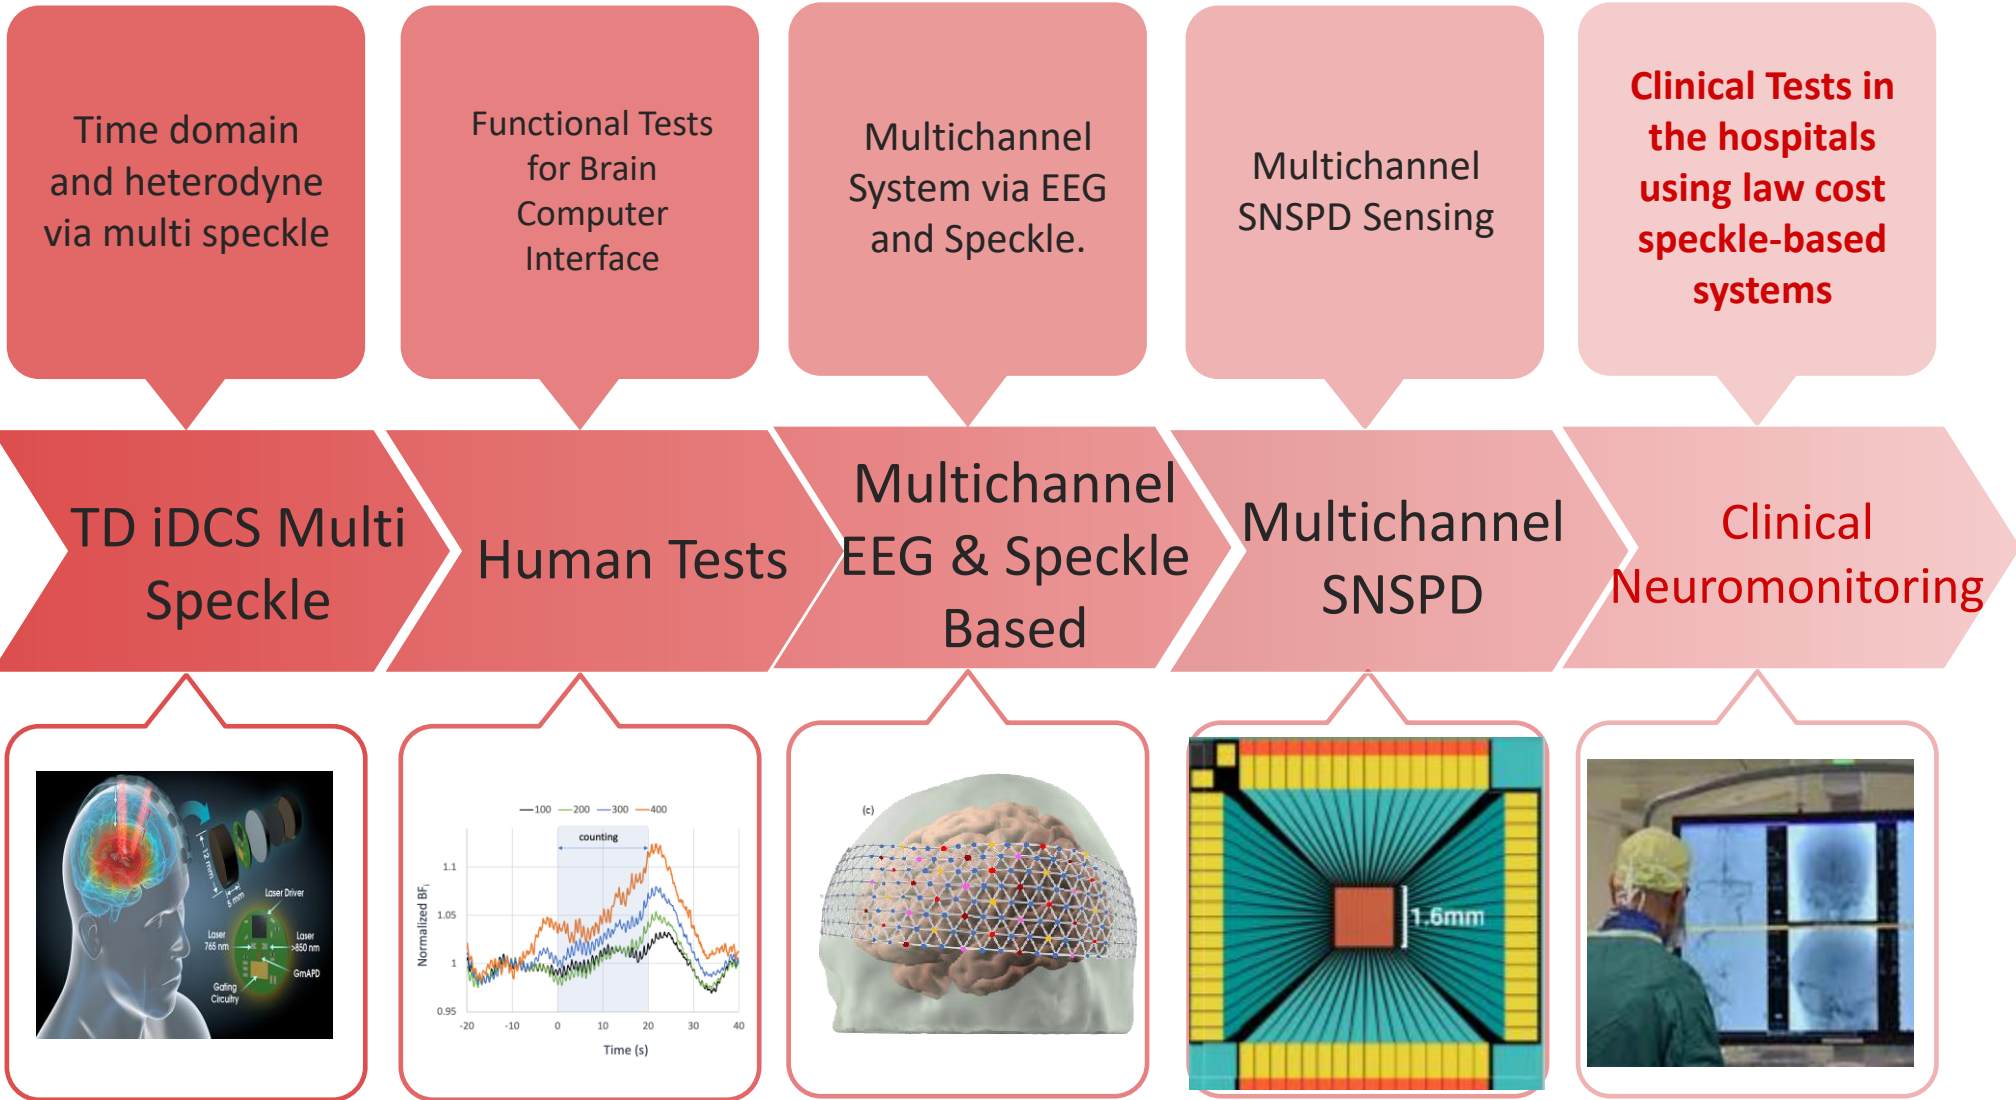 Time domain
and heterodyne
via multi speckle
Functional Tests
for Brain
Computer
Interface
Multichannel
System via EEG
and Speckle.
Multichannel
SNSPD Sensing
Clinical Tests in
the hospitals
using law cost
speckle-based
systems
TD iDCS Multi
Speckle
Human Tests
Multichannel
EEG & Speckle
Based
Multichannel
SNSPD
Clinical
Neuromonitoring
12 mm
5 mm
Laser Driver
Laser
765 nm
Laser
>850 nm
GmAPD
Gating
Circuitry
100 200 300 400
counting
Normalized BFi
1.1
1.05
1
0.95
-20 -10 0 10 20 30 40
Time (s)
(c)
1.6mm